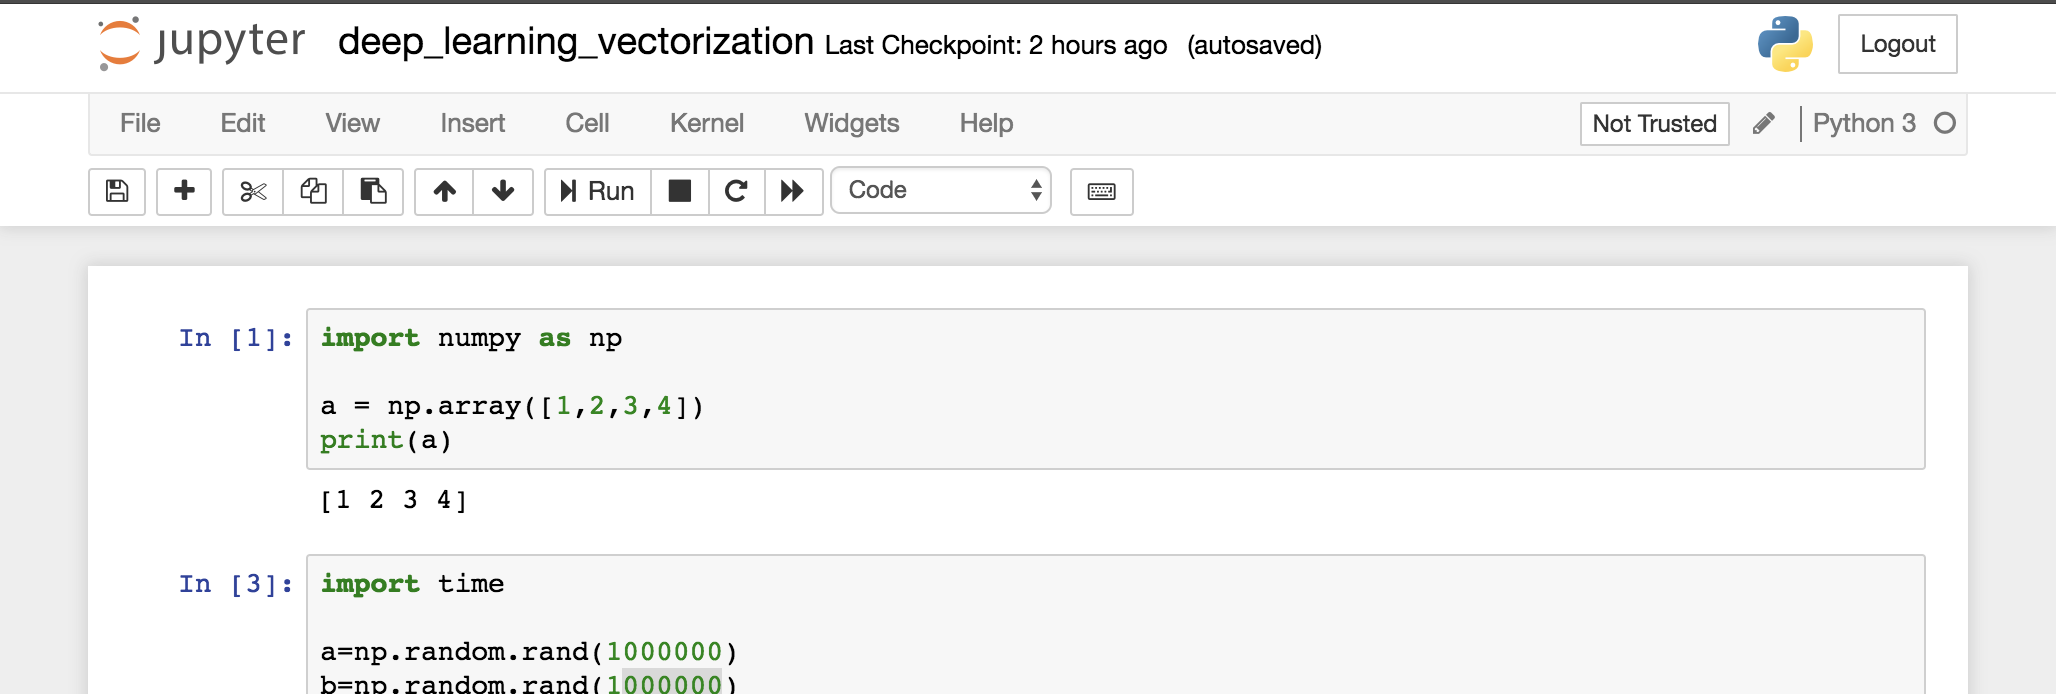 jupyter deep_learning_vectorization Last Checkpoint: 2 hours ago (autosaved) Logout
File Edit View Insert Cell Kernel Widgets Help Not Trusted Python 3
Run Code
In [1]: import numpy as np
a = np.array([1,2,3,4])
print(a)
[1 2 3 4]
In [3]: import time
a=np.random.rand(1000000)
b=np.random.rand(1000000)